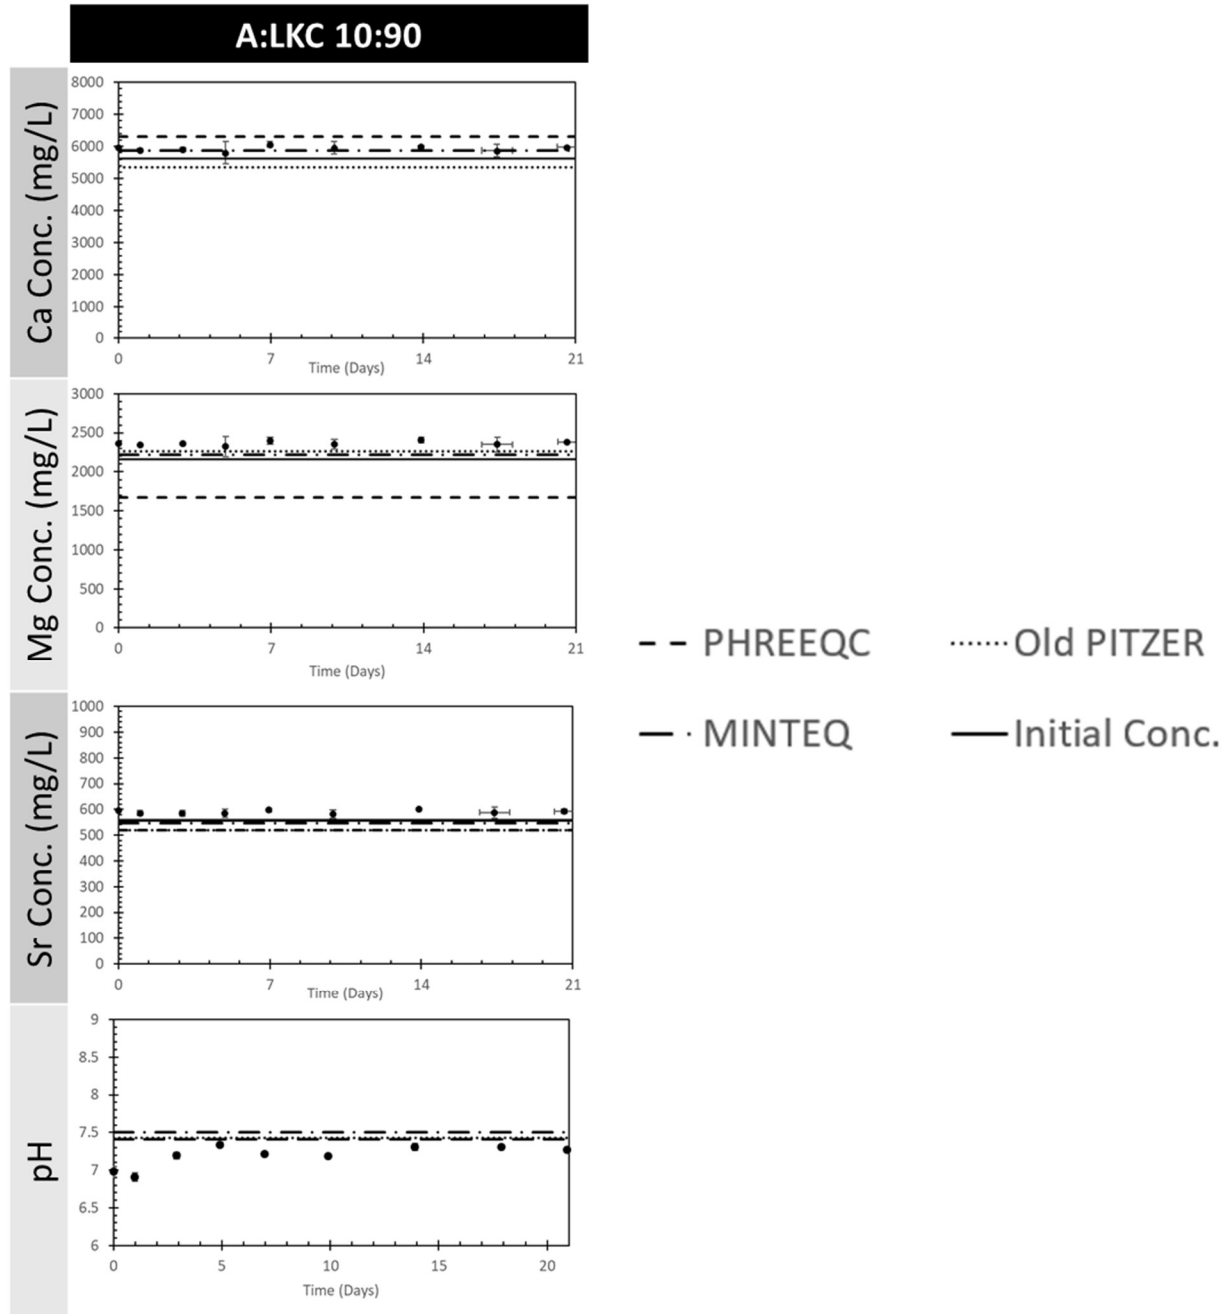 A:LKC 10:90
Ca Conc. (mg/L)
8000
7000
6000
5000
4000
3000
2000
1000
0
0 7 14 21
Time (Days)
Mg Conc. (mg/L)
3000
2500
2000
1500
1000
500
0
0 7 14 21
Time (Days)
PHREEQC Old PITZER
MINTEQ Initial Conc.
Sr Conc. (mg/L)
1000
900
800
700
600
500
400
300
200
100
0
0 7 14 21
Time (Days)
pH
9
8.5
8
7.5
7
6.5
6
0 5 10 15 20
Time (Days)